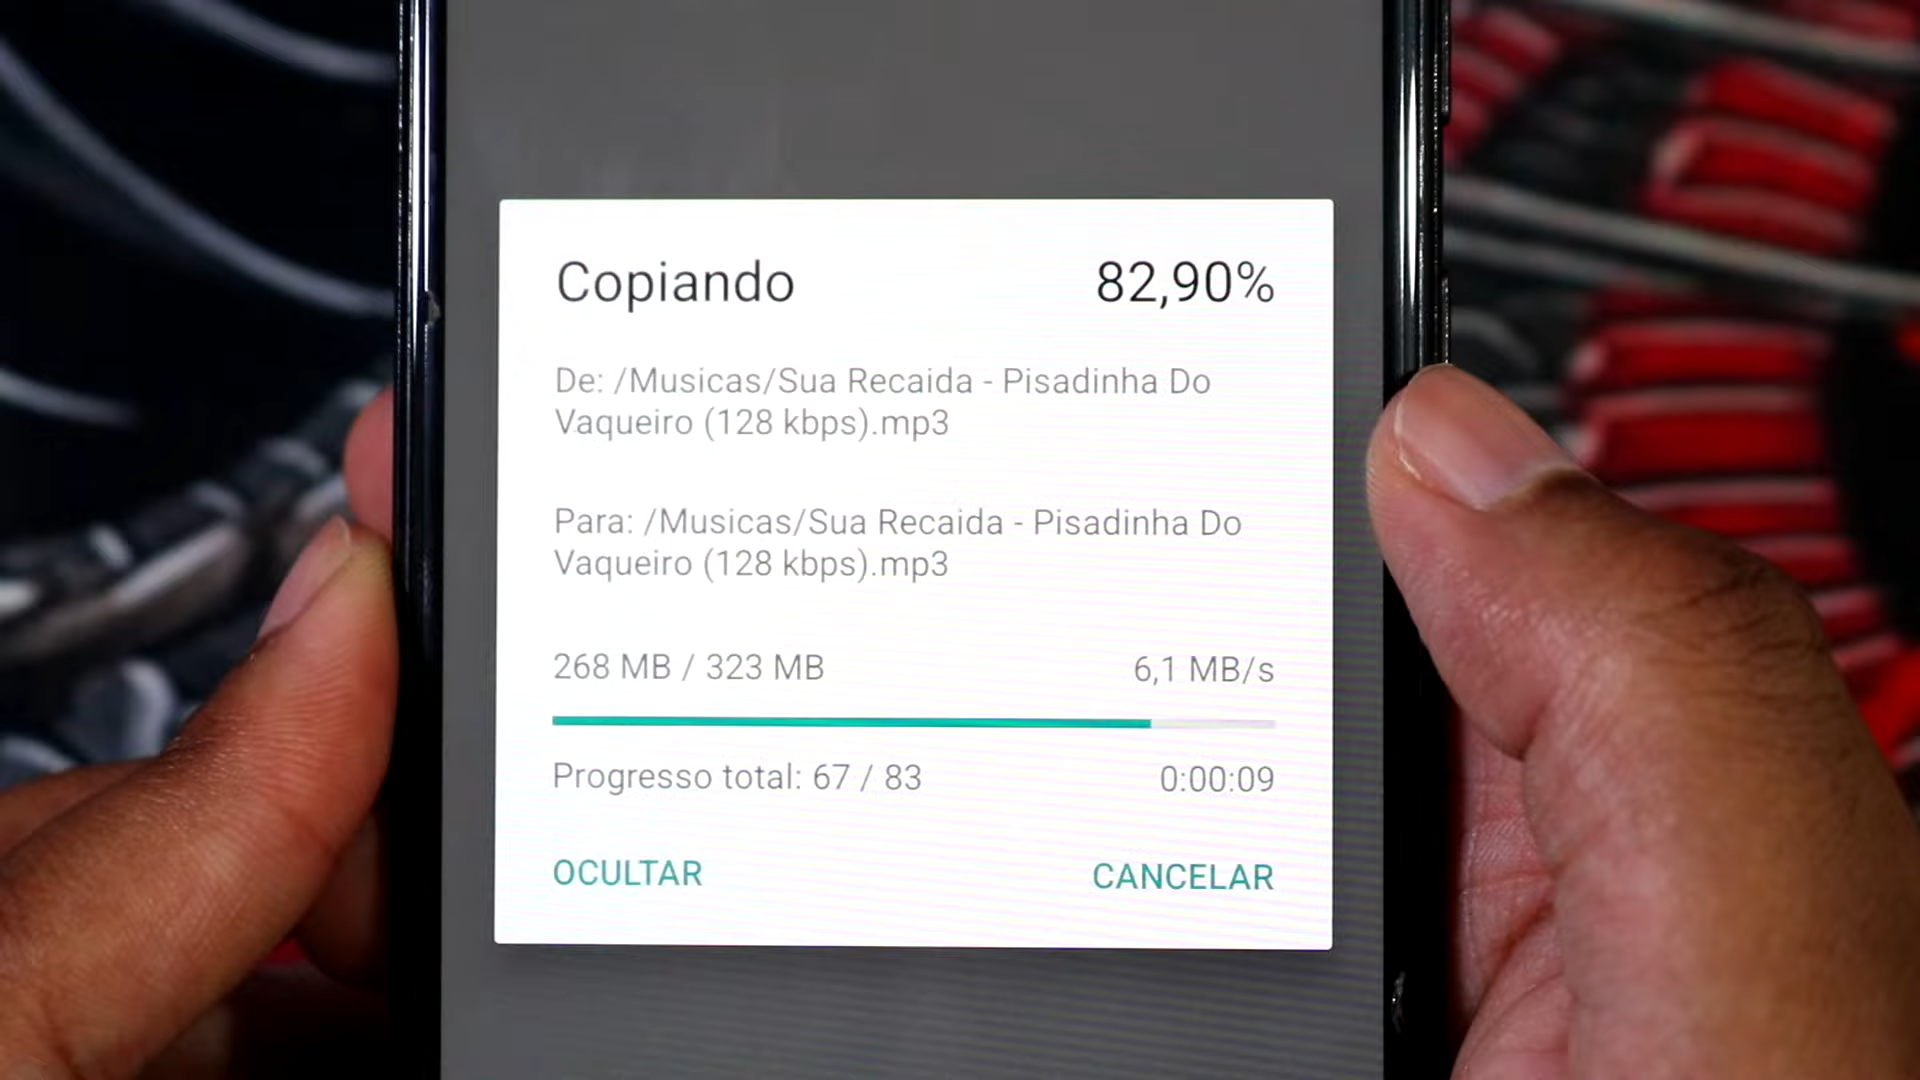 Copiando 82,90%
De: /Musicas/Sua Recaida - Pisadinha Do
Vaqueiro (128 kbps).mp3
Para: /Musicas/Sua Recaida - Pisadinha Do
Vaqueiro (128 kbps).mp3
268 MB / 323 MB 6,1 MB/s
Progresso total: 67 / 83 0:00:09
OCULTAR CANCELAR